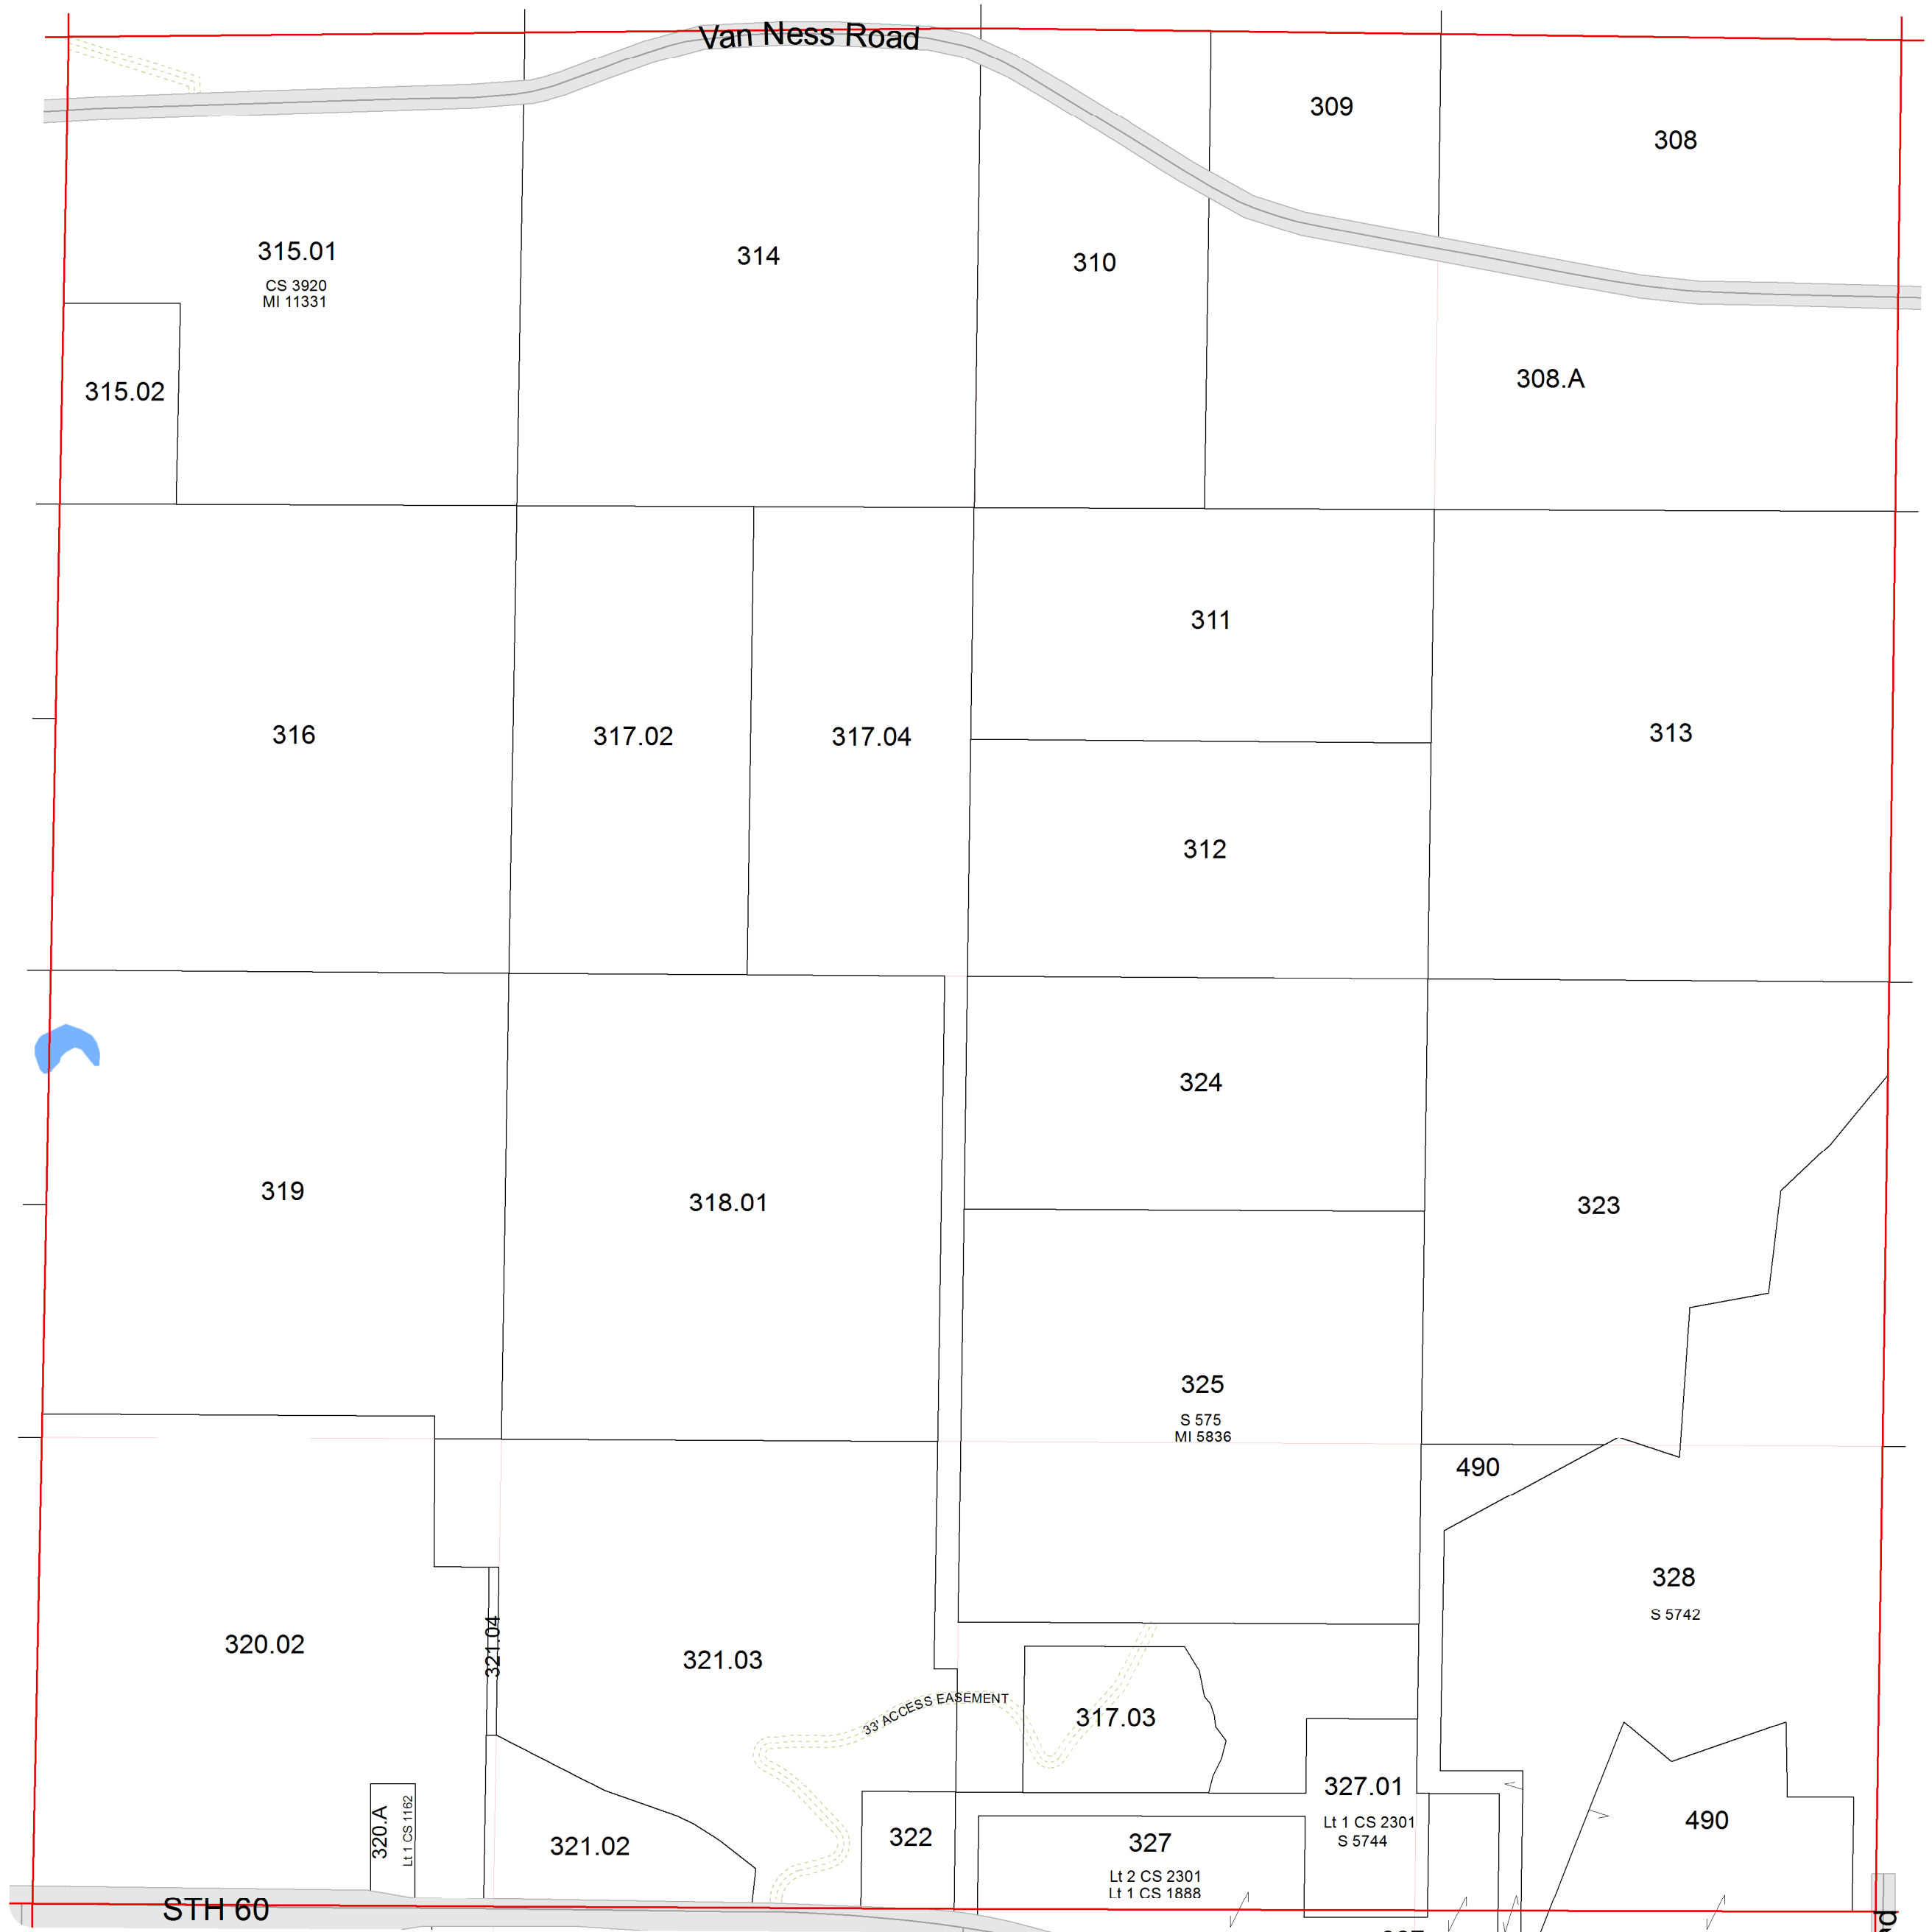 Van Ness Road
309
308
315.01
CS 3920
MI 11331
314
310
315.02
308.A
311
316
317.02
317.04
313
312
324
319
318.01
323
325
S 575
MI 5836
490
328
S 5742
320.02
321.04
321.03
33' ACCESS EASEMENT
317.03
327.01
Lt 1 CS 2301
S 5744
320.A
Lt 1 CS 1162
321.02
322
327
Lt 2 CS 2301
Lt 1 CS 1888
490
STH 60